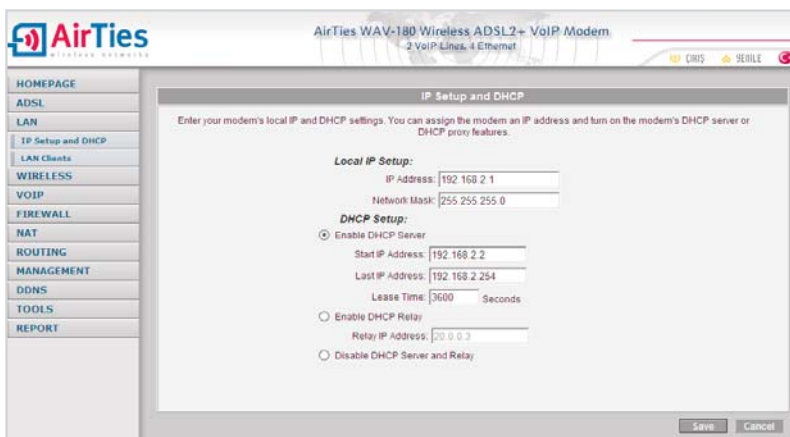 AirTies
wireless networks
AirTies WAV-180 Wireless ADSL2+ VoIP Modem
2 VoIP Lines, 4 Ethernet
ÇIKIŞ
YENİLE
HOMEPAGE
ADSL
LAN
IP Setup and DHCP
LAN Clients
WIRELESS
VOIP
FIREWALL
NAT
ROUTING
MANAGEMENT
DDNS
TOOLS
REPORT
IP Setup and DHCP
Enter your modem's local IP and DHCP settings. You can assign the modem an IP address and turn on the modem's DHCP server or
DHCP proxy features.
Local IP Setup:
IP Address: 192.168.2.1
Network Mask: 255.255.255.0
DHCP Setup:
Enable DHCP Server
Start IP Address: 192.168.2.2
Last IP Address: 192.168.2.254
Lease Time: 3600 Seconds
Enable DHCP Relay
Relay IP Address: 20.0.0.3
Disable DHCP Server and Relay
Save
Cancel